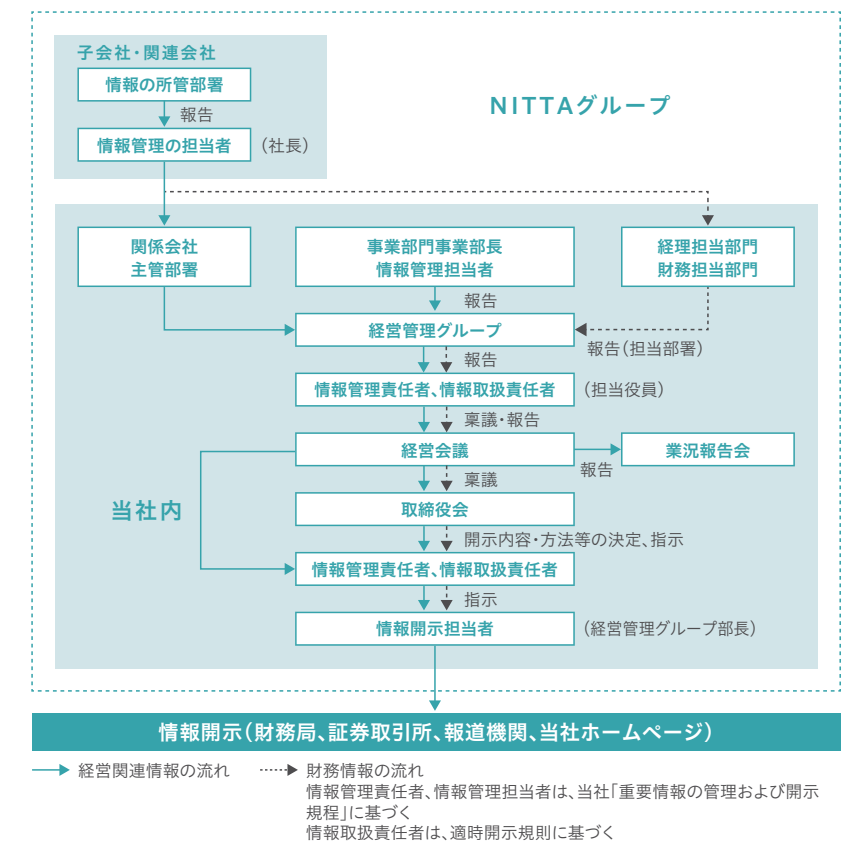 子会社・関連会社
情報の所管部署
報告
情報管理の担当者
(社長)
NITTAグループ
関係会社
主管部署
事業部門事業部長
情報管理担当者
経理担当部門
財務担当部門
報告
経営管理グループ
報告(担当部署)
報告
情報管理責任者、情報取扱責任者
(担当役員)
稟議・報告
経営会議
報告
業況報告会
稟議
当社内
取締役会
開示内容・方法等の決定、指示
情報管理責任者、情報取扱責任者
指示
情報開示担当者
(経営管理グループ部長)
情報開示(財務局、証券取引所、報道機関、当社ホームページ)
経営関連情報の流れ
財務情報の流れ
情報管理責任者、情報管理担当者は、当社「重要情報の管理および開示
規程」に基づく
情報取扱責任者は、適時開示規則に基づく